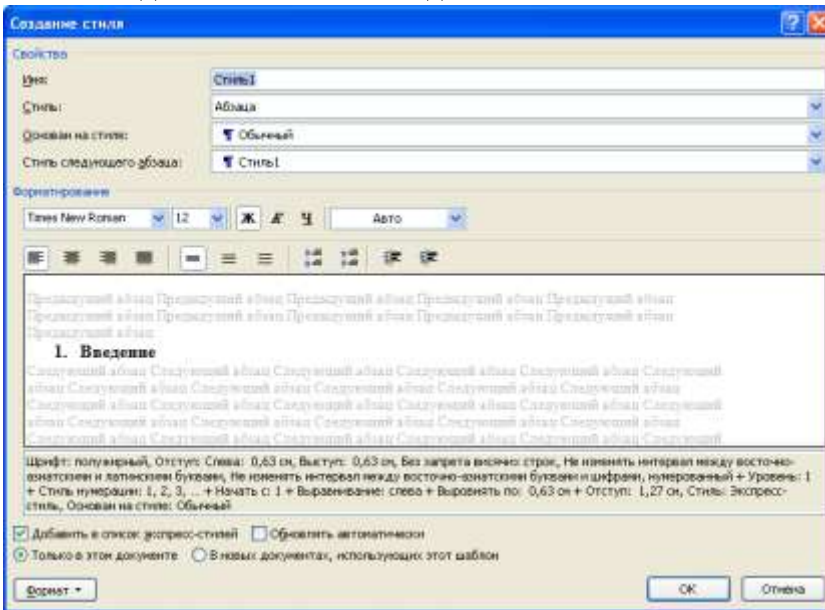 Создание стиля
Свойства
Имя: Стиль1
Стиль: Абзаца
Основан на стиле: ¶ Обычный
Стиль следующего абзаца: ¶ Стиль1
Форматирование
Times New Roman 12 Ж К Ч Авто
Предыдущий абзац Предыдущий абзац Предыдущий абзац Предыдущий абзац Предыдущий абзац
Предыдущий абзац Предыдущий абзац Предыдущий абзац Предыдущий абзац Предыдущий абзац
Предыдущий абзац
1. Введение
Следующий абзац Следующий абзац Следующий абзац Следующий абзац Следующий
абзац Следующий абзац Следующий абзац Следующий абзац Следующий абзац
Следующий абзац Следующий абзац Следующий абзац Следующий абзац Следующий
абзац Следующий абзац Следующий абзац Следующий абзац Следующий абзац
Следующий абзац Следующий абзац Следующий абзац Следующий абзац Следующий
Шрифт: полужирный, Отступ: Слева: 0,63 см, Выступ: 0,63 см, Без запрета висячих строк, Не изменять интервал между восточно-
азиатскими и латинскими буквами, Не изменять интервал между восточно-азиатскими буквами и цифрами, нумерованный + Уровень: 1
+ Стиль нумерации: 1, 2, 3, … + Начать с: 1 + Выравнивание: слева + Выровнять по: 0,63 см + Отступ: 1,27 см, Стиль: Экспресс-
стиль, Основан на стиле: Обычный
Добавить в список экспресс-стилей Обновлять автоматически
Только в этом документе В новых документах, использующих этот шаблон
Формат OK Отмена